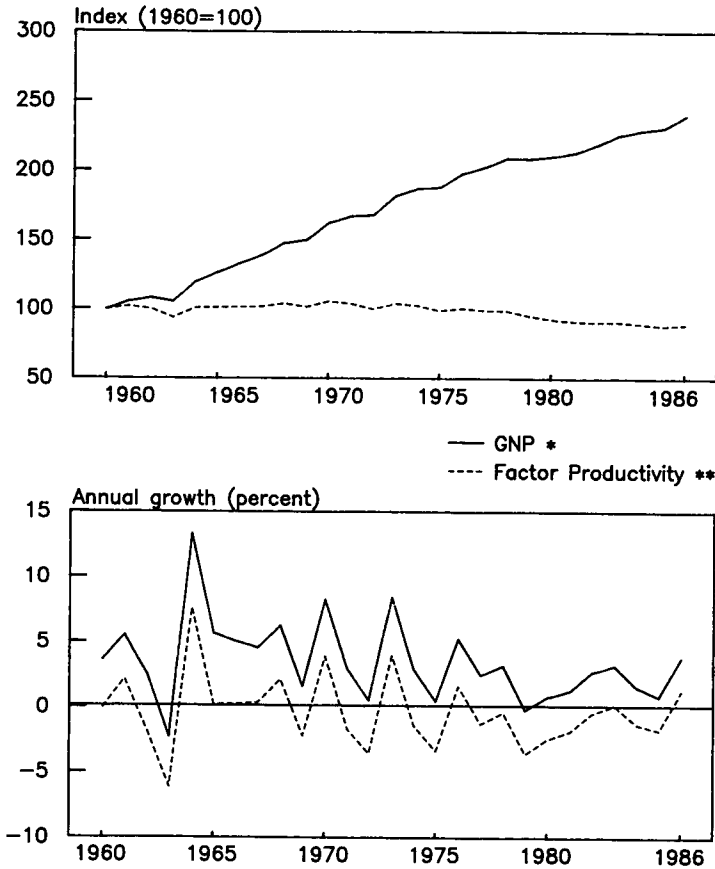 Index (1960=100)
300
250
200
150
100
50
1960 1965 1970 1975 1980 1986
GNP *
Factor Productivity **
Annual growth (percent)
15
10
5
0
-5
-10
1960 1965 1970 1975 1980 1986